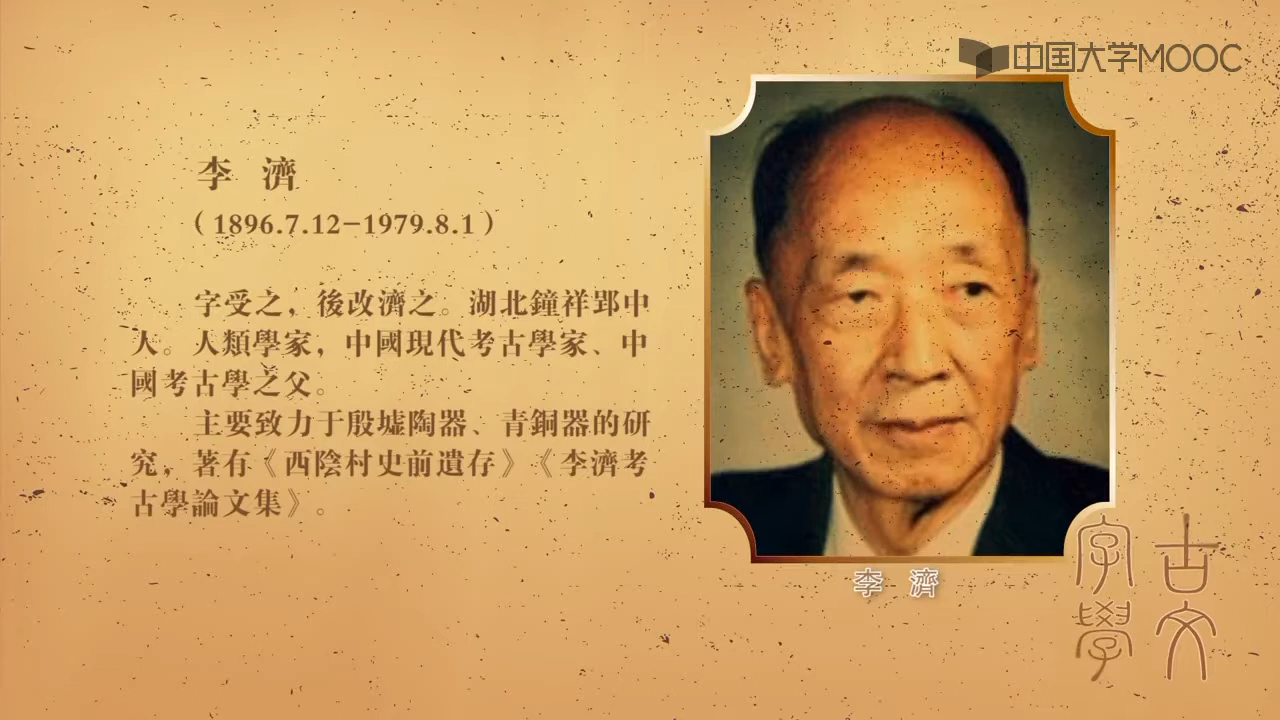 中国大学MOOC
李 濟
（1896.7.12-1979.8.1）
字受之，後改濟之。湖北鐘祥郢中
人。人類學家，中國現代考古學家、中
國考古學之父。
主要致力于殷墟陶器、青銅器的研
究，著有《西陰村史前遺存》《李濟考
古學論文集》。
李 濟
古文
字學